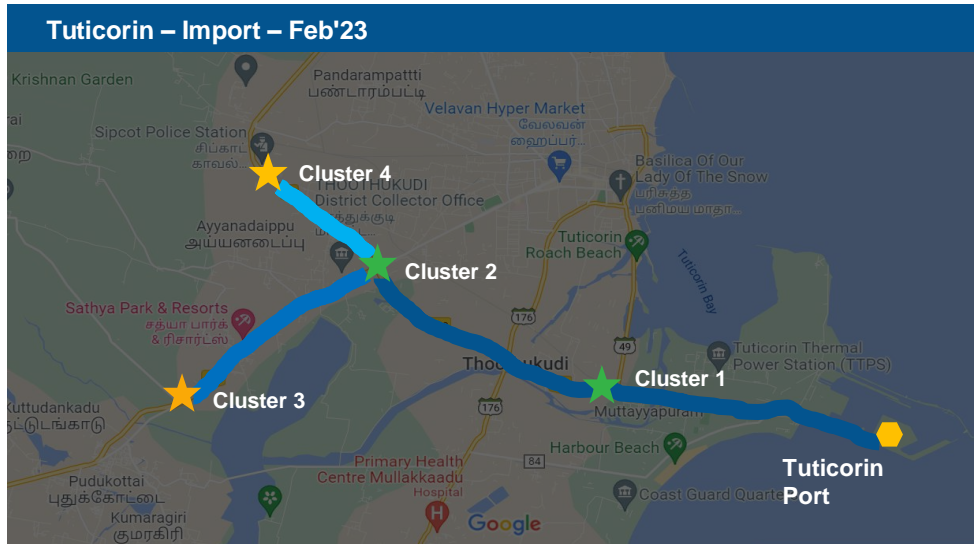 Tuticorin – Import – Feb'23
Krishnan Garden
Pandarampattti
பண்டாரம்பட்டி
Velavan Hyper Market
வேலவன்
ஹைப்பர்...
Sipcot Police Station
சிப்காட்
காவல்...
Cluster 4
Basilica Of Our
Lady Of The Snow
பரிசுத்த
பனிமய மாதா...
THOOTHUKUDI
District Collector Office
Ayyanadaippu
அய்யனடைப்பு
Tuticorin
Roach Beach
Cluster 2
Tuticorin Bay
Sathya Park & Resorts
சத்யா பார்க்
& ரிசார்ட்ஸ்
176
49
Tuticorin Thermal
Power Station (TTPS)
Thoothukudi
Cluster 1
Cluster 3
Kuttudankadu
176
Muttayyapuram
Harbour Beach
84
Primary Health
Centre Mullakkaadu
Hospital
Tuticorin
Port
Pudukottai
புதுக்கோட்டை
Coast Guard Quarte
Kumaragiri
குமரகிரி
Google